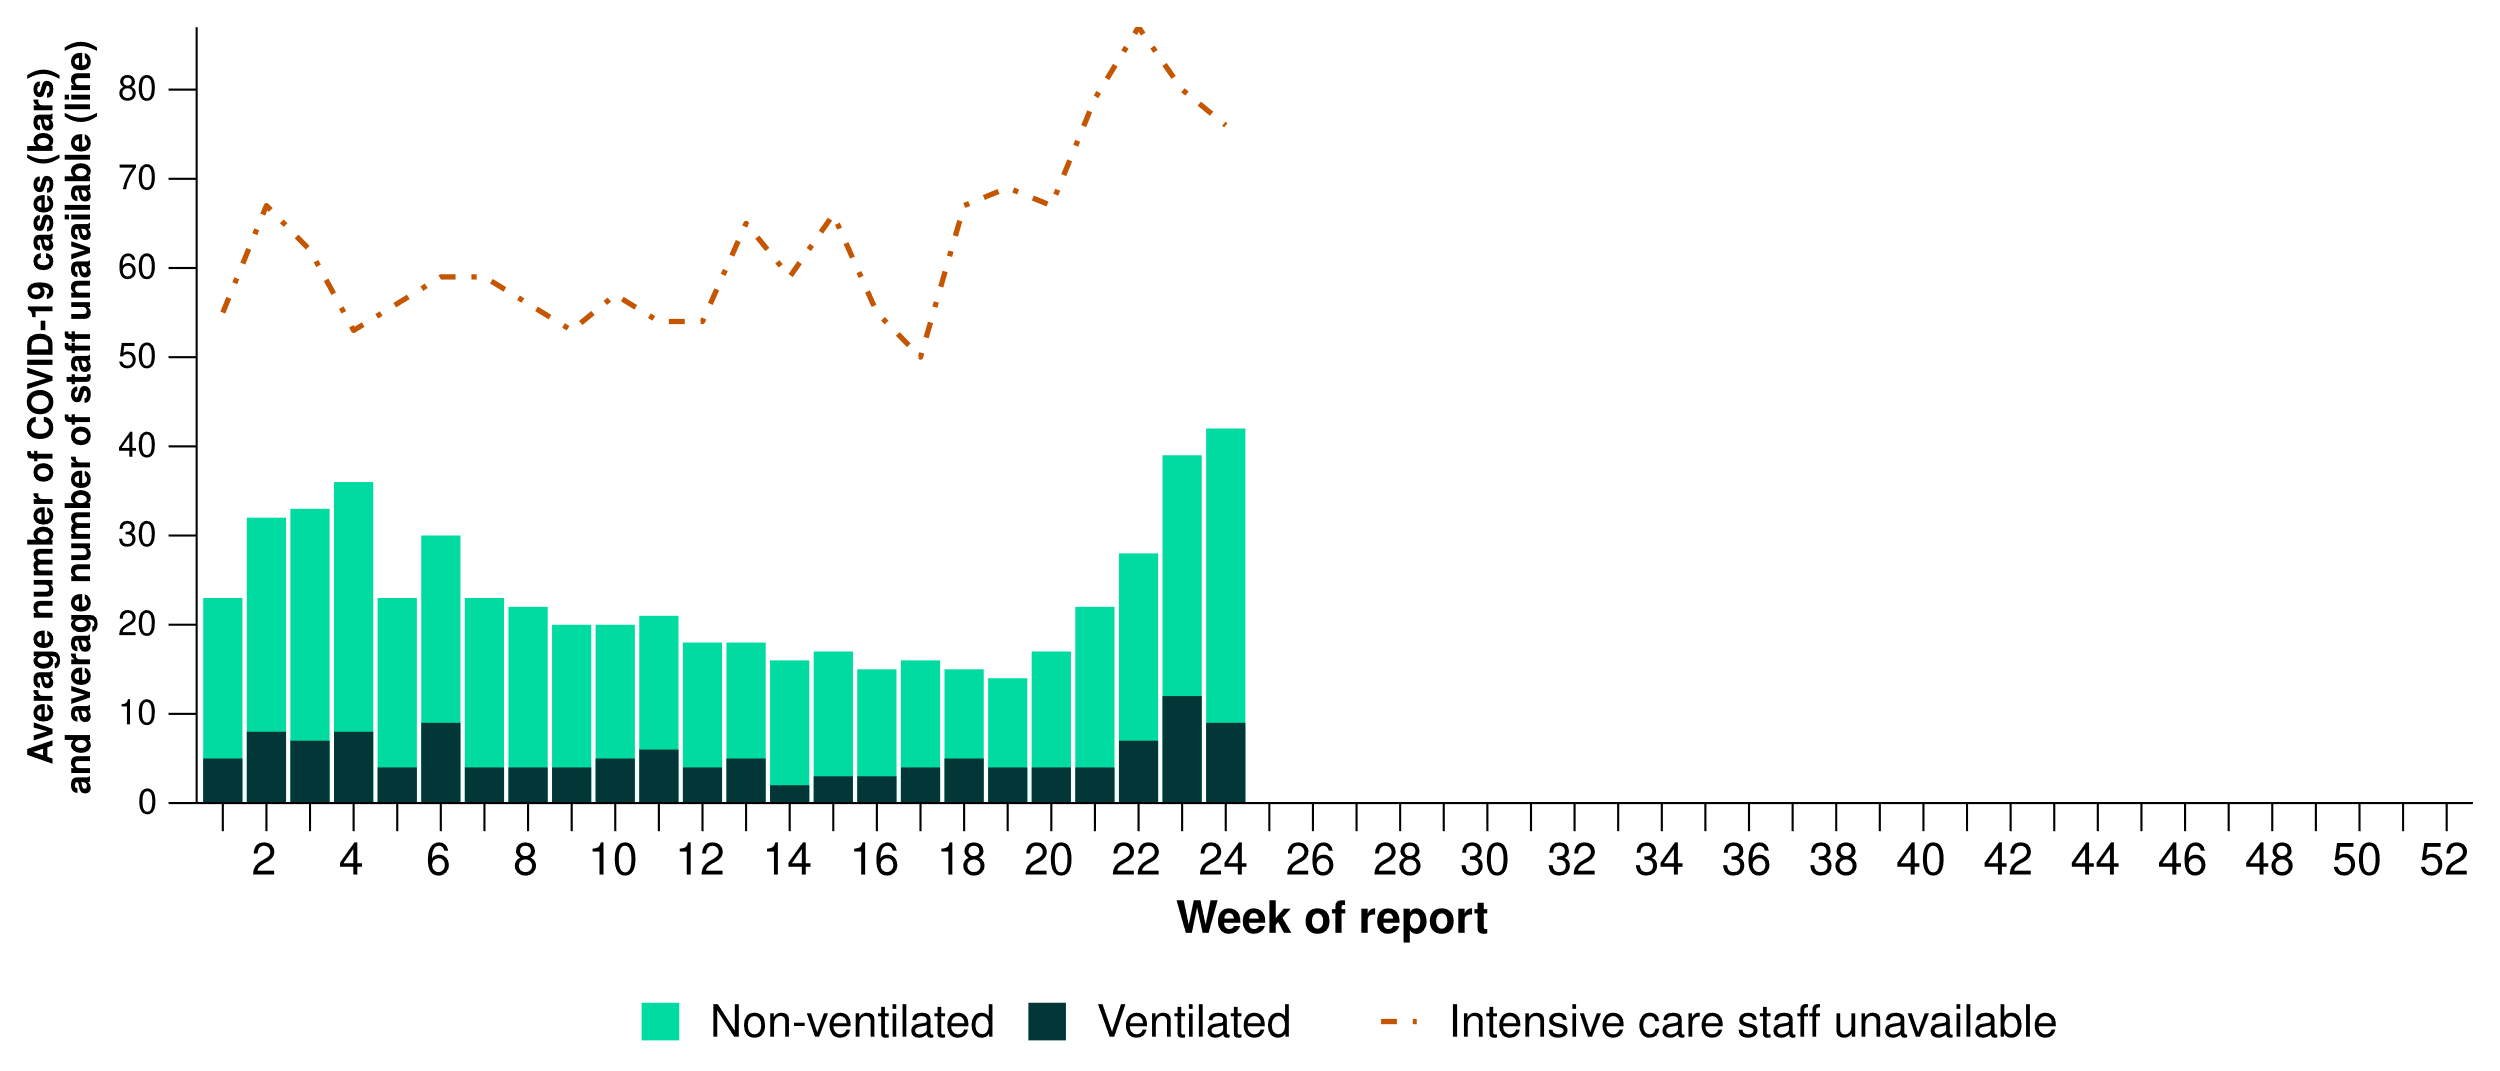 Average number of COVID-19 cases (bars)
and average number of staff unavailable (line)
80
70
60
50
40
30
20
10
0
2 4 6 8 10 12 14 16 18 20 22 24 26 28 30 32 34 36 38 40 42 44 46 48 50 52
Week of report
Non-ventilated Ventilated Intensive care staff unavailable